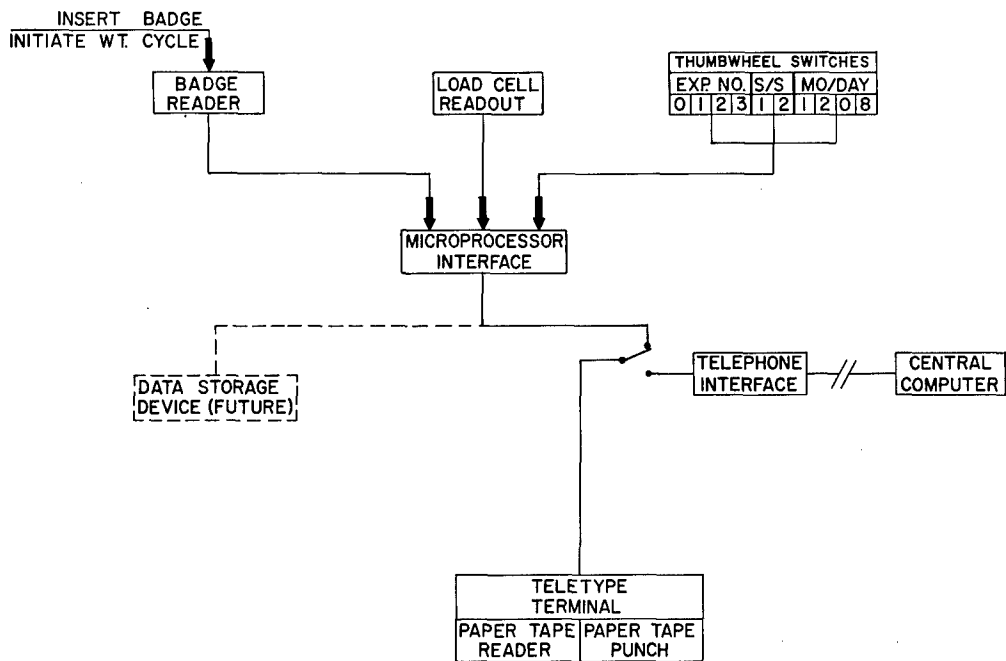 INSERT BADGE
INITIATE WT. CYCLE
BADGE
READER
LOAD CELL
READOUT
THUMBWHEEL SWITCHES
EXP. NO. S/S MO/DAY
0 1 2 3 1 2 1 2 0 8
MICROPROCESSOR
INTERFACE
DATA STORAGE
DEVICE (FUTURE)
TELEPHONE
INTERFACE
CENTRAL
COMPUTER
TELETYPE
TERMINAL
PAPER TAPE
READER
PAPER TAPE
PUNCH